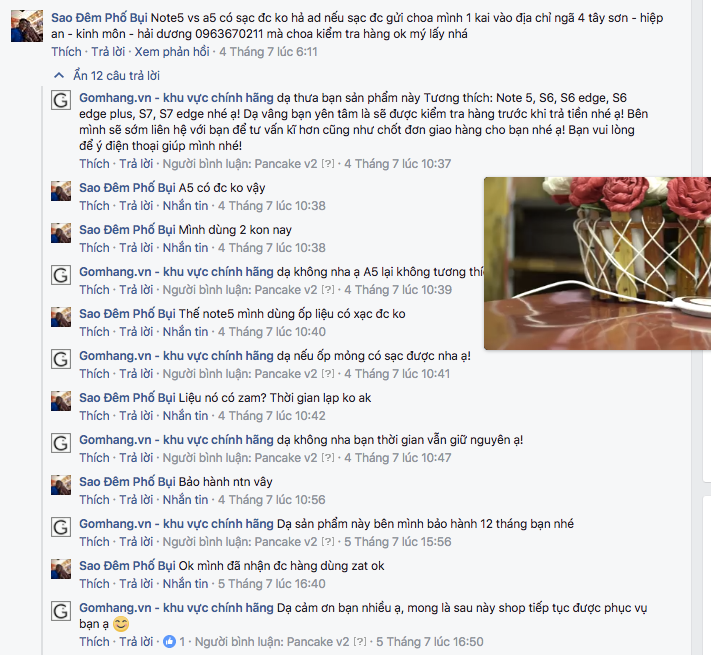 Sao Đêm Phố Bụi Note5 vs a5 có sạc đc ko hả ad nếu sạc đc gửi choa mình 1 kai vào địa chỉ ngã 4 tây sơn - hiệp
an - kinh môn - hải dương 0963670211 mà choa kiểm tra hàng ok mý lấy nhá
Thích · Trả lời · Xem phản hồi · 4 Tháng 7 lúc 6:11
Ẩn 12 câu trả lời
Gomhang.vn - khu vực chính hãng dạ thưa bạn sản phẩm này Tương thích: Note 5, S6, S6 edge, S6
edge plus, S7, S7 edge nhé ạ! Dạ vâng bạn yên tâm là sẽ được kiểm tra hàng trước khi trả tiền nhé ạ! Bên
mình sẽ sớm liên hệ với bạn để tư vấn kĩ hơn cũng như chốt đơn giao hàng cho bạn nhé ạ! Bạn vui lòng
để ý điện thoại giúp mình nhé!
Thích · Trả lời · Người bình luận: Pancake v2 [?] · 4 Tháng 7 lúc 10:37
Sao Đêm Phố Bụi A5 có đc ko vậy
Thích · Trả lời · Nhắn tin · 4 Tháng 7 lúc 10:38
Sao Đêm Phố Bụi Mình dùng 2 kon nay
Thích · Trả lời · Nhắn tin · 4 Tháng 7 lúc 10:38
Gomhang.vn - khu vực chính hãng dạ không nha ạ A5 lại không tương thí
Thích · Trả lời · Người bình luận: Pancake v2 [?] · 4 Tháng 7 lúc 10:39
Sao Đêm Phố Bụi Thế note5 mình dùng ốp liệu có xạc đc ko
Thích · Trả lời · Nhắn tin · 4 Tháng 7 lúc 10:40
Gomhang.vn - khu vực chính hãng dạ nếu ốp mỏng có sạc được nha ạ!
Thích · Trả lời · Người bình luận: Pancake v2 [?] · 4 Tháng 7 lúc 10:41
Sao Đêm Phố Bụi Liệu nó có zam? Thời gian lạp ko ak
Thích · Trả lời · Nhắn tin · 4 Tháng 7 lúc 10:42
Gomhang.vn - khu vực chính hãng dạ không nha bạn thời gian vẫn giữ nguyên ạ!
Thích · Trả lời · Người bình luận: Pancake v2 [?] · 4 Tháng 7 lúc 10:47
Sao Đêm Phố Bụi Bảo hành ntn vây
Thích · Trả lời · Nhắn tin · 4 Tháng 7 lúc 10:56
Gomhang.vn - khu vực chính hãng Dạ sản phẩm này bên mình bảo hành 12 tháng bạn nhé
Thích · Trả lời · Người bình luận: Pancake v2 [?] · 5 Tháng 7 lúc 15:56
Sao Đêm Phố Bụi Ok mình đã nhận đc hàng dùng zat ok
Thích · Trả lời · Nhắn tin · 5 Tháng 7 lúc 16:40
Gomhang.vn - khu vực chính hãng Dạ cảm ơn bạn nhiều ạ, mong là sau này shop tiếp tục được phục vụ
bạn ạ 😊
Thích · Trả lời · 1 · Người bình luận: Pancake v2 [?] · 5 Tháng 7 lúc 16:50